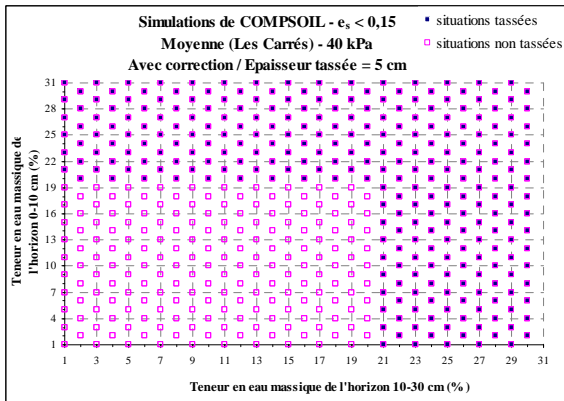 Simulations de COMPSOIL - es < 0,15
Moyenne (Les Carrés) - 40 kPa
Avec correction / Epaisseur tassée = 5 cm
situations tassées
situations non tassées
Teneur en eau massique de
l'horizon 0-10 cm (%)
31
28
25
22
19
16
13
10
7
4
1
1 3 5 7 9 11 13 15 17 19 21 23 25 27 29 31
Teneur en eau massique de l'horizon 10-30 cm (%)